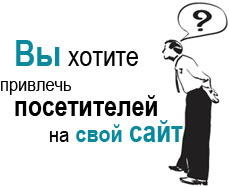 ?
Вы хотите
привлечь
посетителей
на свой сайт